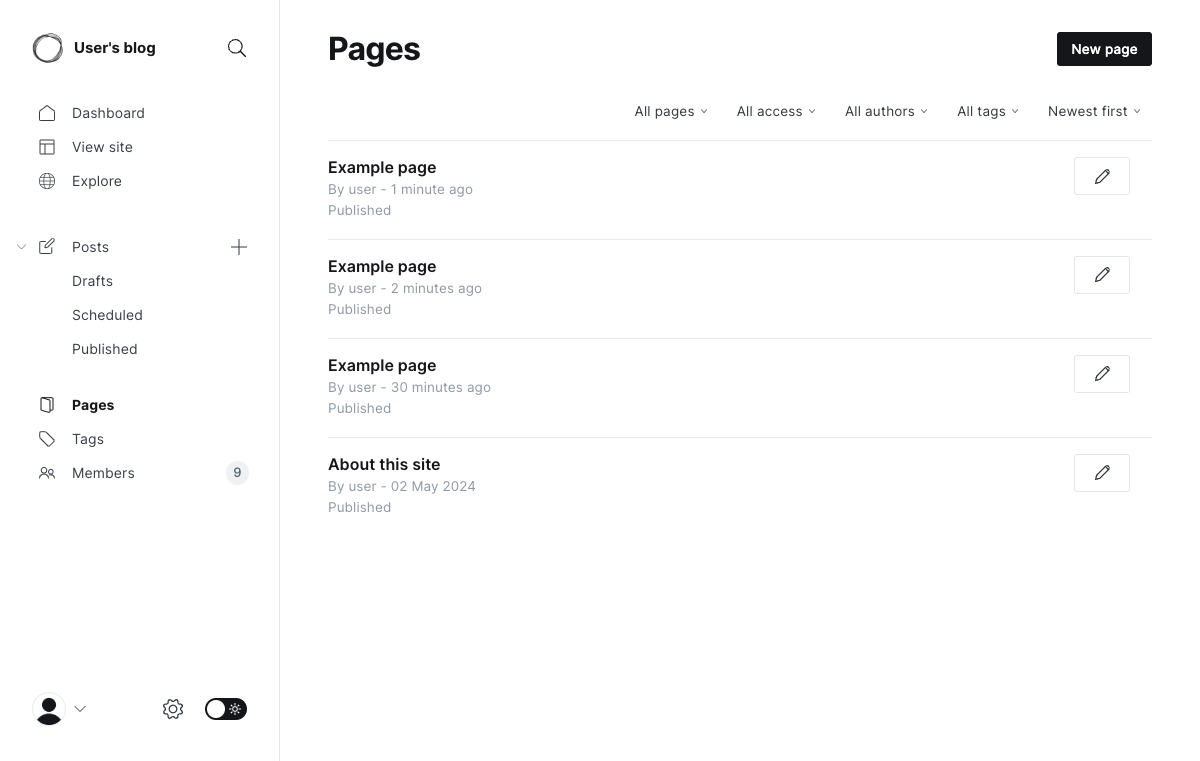 User's blog
Dashboard
View site
Explore
Posts
Drafts
Scheduled
Published
Pages
Tags
Members 9
Pages
New page
All pages All access All authors All tags Newest first
Example page
By user - 1 minute ago
Published
Example page
By user - 2 minutes ago
Published
Example page
By user - 30 minutes ago
Published
About this site
By user - 02 May 2024
Published